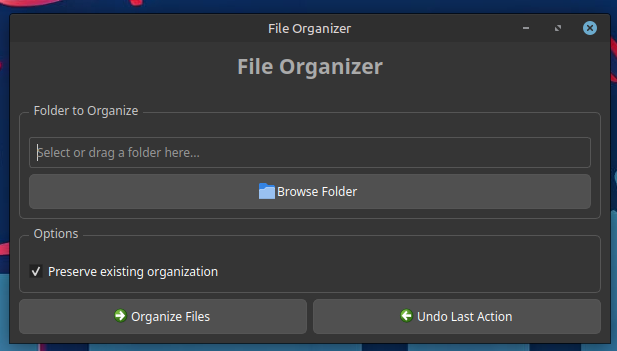 File Organizer
File Organizer
Folder to Organize
Select or drag a folder here...
Browse Folder
Options
Preserve existing organization
Organize Files
Undo Last Action